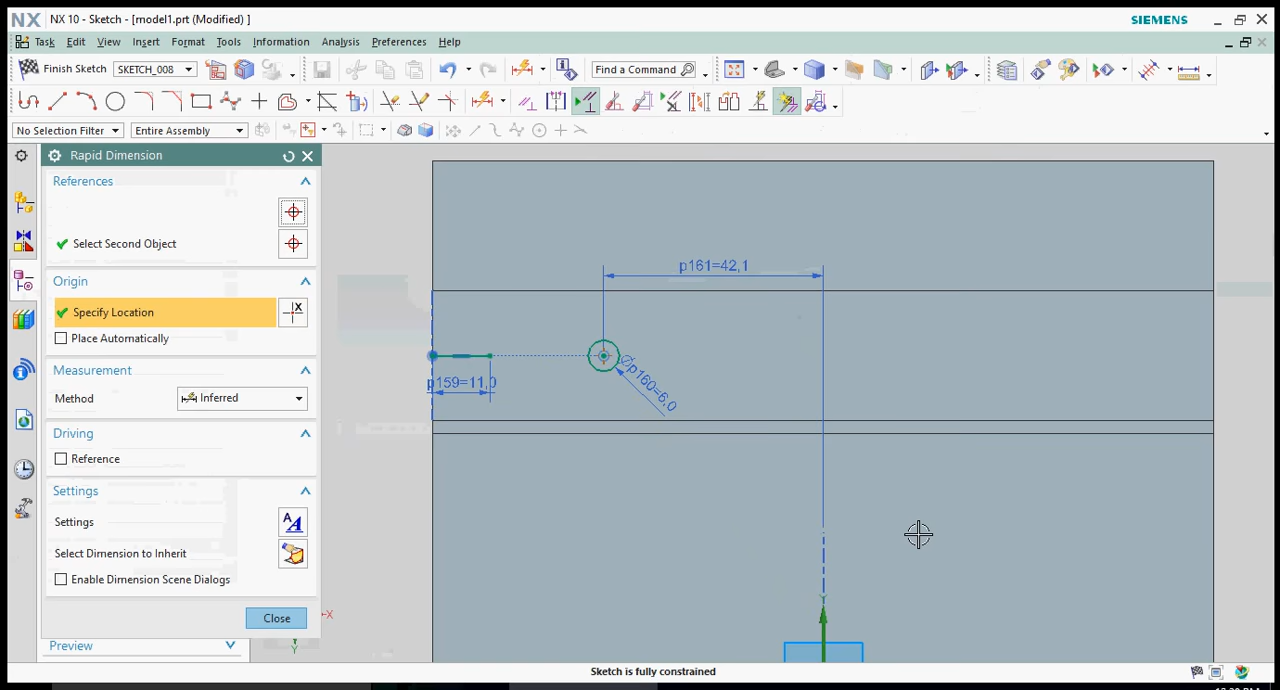 NX NX 10 - Sketch - [model1.prt (Modified) ] SIEMENS
Task Edit View Insert Format Tools Information Analysis Preferences Help
Finish Sketch SKETCH_008 Find a Command
No Selection Filter Entire Assembly
Rapid Dimension
References
Select Second Object
Origin
Specify Location
Place Automatically
Measurement
Method Inferred
Driving
Reference
Settings
Settings
Select Dimension to Inherit
Enable Dimension Scene Dialogs
Close
Preview
p161=42,1
p159=11,0
Øp160=6,0
X
Y
Y
Sketch is fully constrained